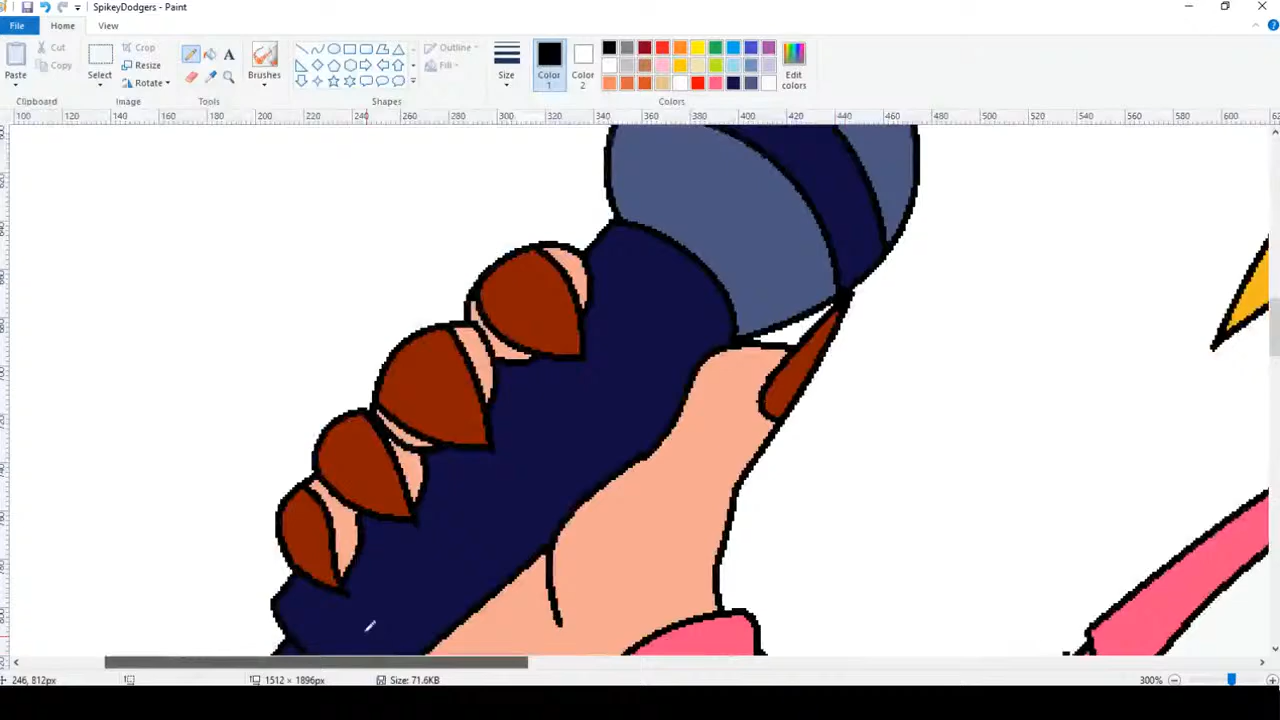 SpikeyDodgers - Paint
File Home View
Paste
Cut
Copy
Clipboard
Select
Crop
Resize
Rotate
Image
A
Tools
Brushes
Shapes
Outline
Fill
Size
Color 1
Color 2
Edit colors
Colors
100 120 140 160 180 200 220 240 260 280 300 320 340 360 380 400 420 440 460 480 500 520 540 560 580 600
246, 812px
1512 × 1896px
Size: 71.6KB
300%